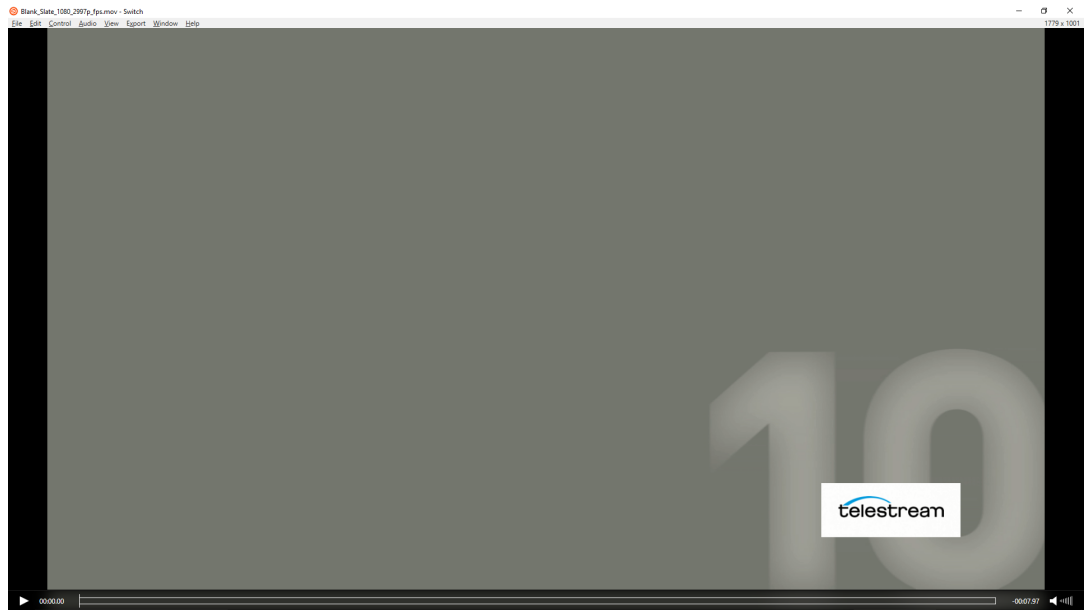 Blank_Slate_1080_2997p_fps.mov - Switch
File Edit Control Audio View Export Window Help 1779 x 1001
10
telestream
00:00.00 -00:07.97